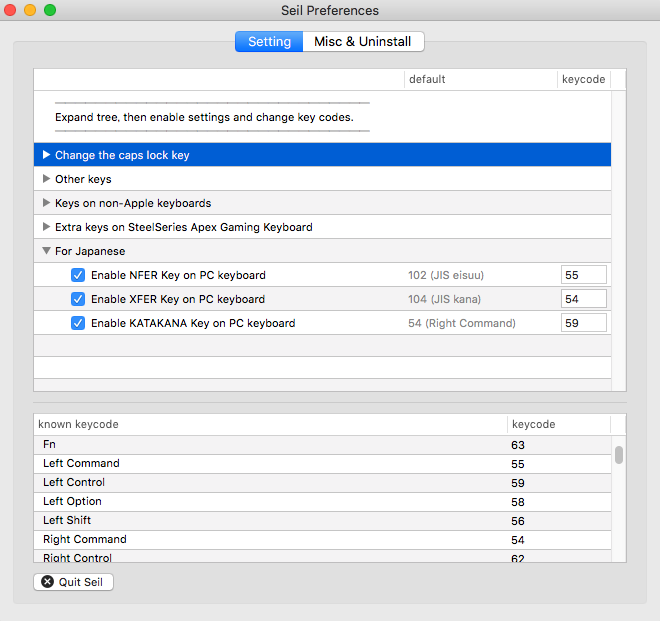 Seil Preferences
Setting Misc & Uninstall
default keycode
Expand tree, then enable settings and change key codes.
Change the caps lock key
Other keys
Keys on non-Apple keyboards
Extra keys on SteelSeries Apex Gaming Keyboard
For Japanese
Enable NFER Key on PC keyboard 102 (JIS eisuu) 55
Enable XFER Key on PC keyboard 104 (JIS kana) 54
Enable KATAKANA Key on PC keyboard 54 (Right Command) 59
known keycode keycode
Fn 63
Left Command 55
Left Control 59
Left Option 58
Left Shift 56
Right Command 54
Right Control 62
Quit Seil